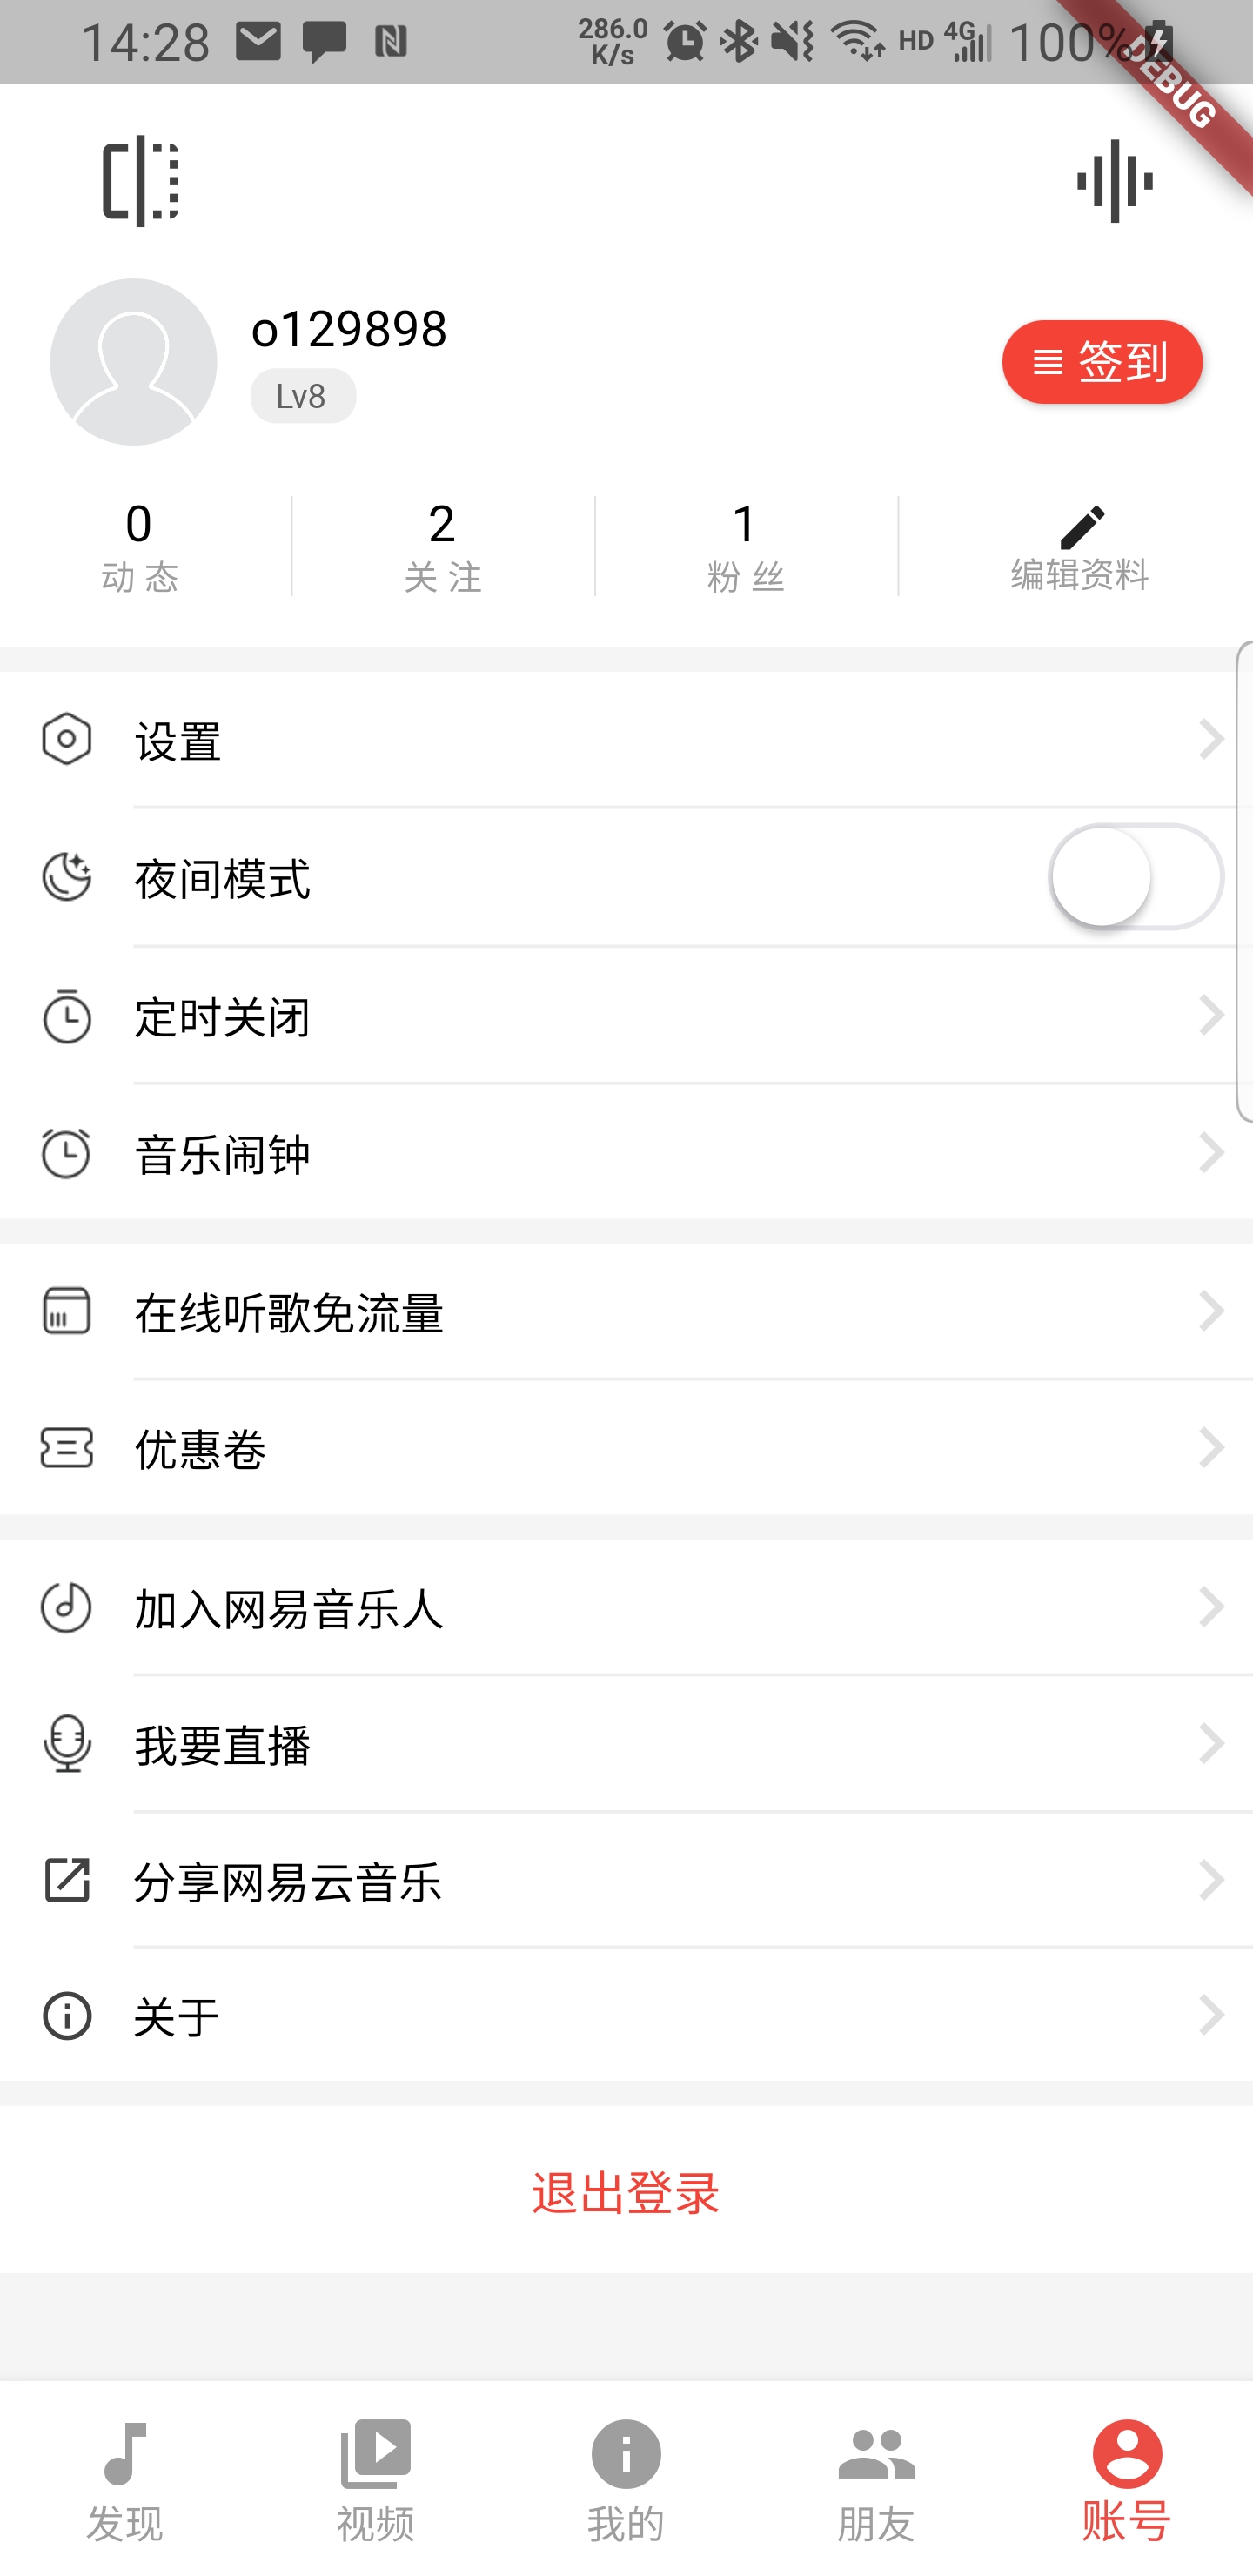 14:28 286.0 K/s HD 4G 100%
DEBUG
o129898
Lv8
签到
0 2 1
动态 关注 粉丝 编辑资料
设置
夜间模式
定时关闭
音乐闹钟
在线听歌免流量
优惠卷
加入网易音乐人
我要直播
分享网易云音乐
关于
退出登录
发现 视频 我的 朋友 账号